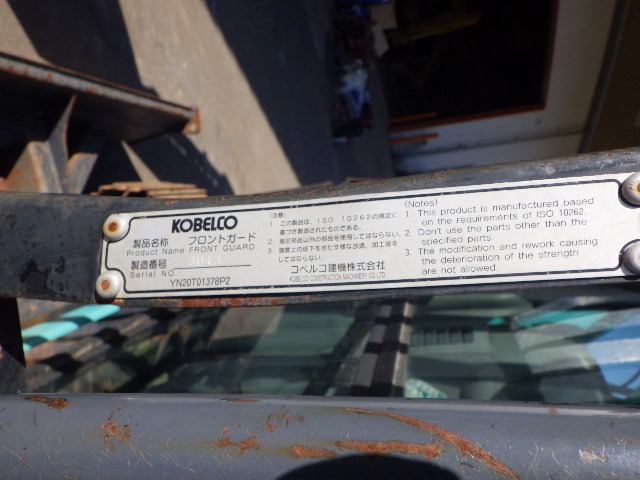 KOBELCO
製品名称 フロントガード
Product Name FRONT GUARD
製造番号
Serial NO
YN20T01378P2
(注意)
1. この製品は、ISO 10262の規定に
基づき製造されたものである。
2. 指定部品以外の部品を使用してはならない。
3. 強度上の低下をきたす様な改造、加工等を
してはならない。
コベルコ建機株式会社
KOBELCO CONSTRUCTION MACHINERY CO., LTD.
(Notes)
1. This product is manufactured based
on the requirements of ISO 10262.
2. Don't use the parts other than the
specified parts.
3. The modification and rework causing
the deterioration of the strength
are not allowed.